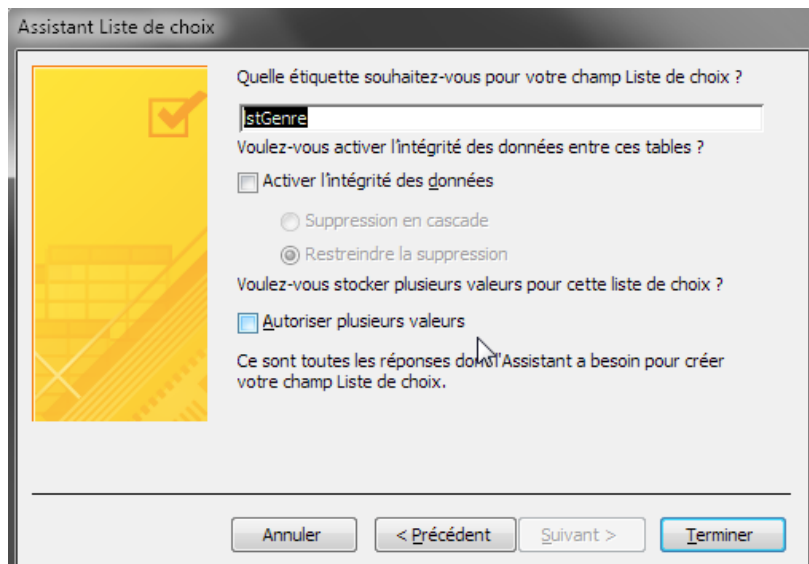 Assistant Liste de choix
Quelle étiquette souhaitez-vous pour votre champ Liste de choix ?
lstGenre
Voulez-vous activer l'intégrité des données entre ces tables ?
Activer l'intégrité des données
Suppression en cascade
Restreindre la suppression
Voulez-vous stocker plusieurs valeurs pour cette liste de choix ?
Autoriser plusieurs valeurs
Ce sont toutes les réponses dont l'Assistant a besoin pour créer
votre champ Liste de choix.
Annuler < Précédent Suivant > Terminer